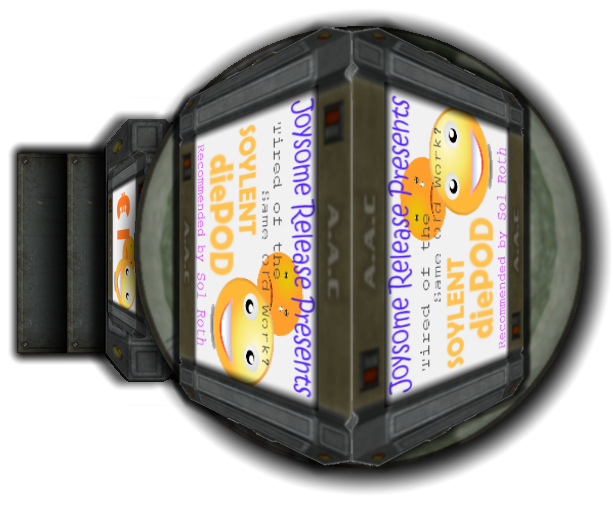 A.A.C
Joysome Release Presents
Tired of the
Same Old Work?
SOYLENT
diePOD
Recommended by Sol Roth
A.A.C
A.A.C
Joysome Release Presents
Tired of the
Same Old Work?
SOYLENT
diePOD
Recommended by Sol Roth
A.A.C